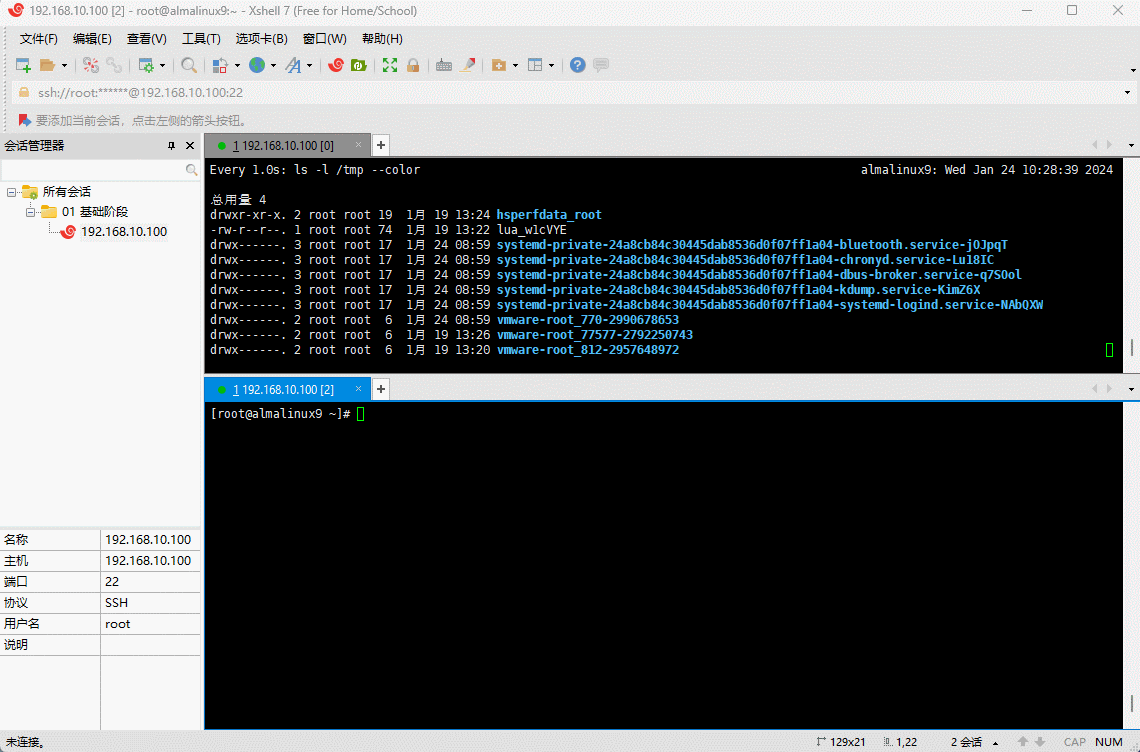 192.168.10.100 [2] - root@almalinux9:~ - Xshell 7 (Free for Home/School)
文件(F) 编辑(E) 查看(V) 工具(T) 选项卡(B) 窗口(W) 帮助(H)
ssh://root:******@192.168.10.100:22
要添加当前会话，点击左侧的箭头按钮。
会话管理器
所有会话
01 基础阶段
192.168.10.100
名称 192.168.10.100
主机 192.168.10.100
端口 22
协议 SSH
用户名 root
说明
1 192.168.10.100 [0]
Every 1.0s: ls -l /tmp --color almalinux9: Wed Jan 24 10:28:39 2024
总用量 4
drwxr-xr-x. 2 root root 19 1月 19 13:24 hsperfdata_root
-rw-r--r--. 1 root root 74 1月 19 13:22 lua_w1cVYE
drwx------. 3 root root 17 1月 24 08:59 systemd-private-24a8cb84c30445dab8536d0f07ff1a04-bluetooth.service-jOJpqT
drwx------. 3 root root 17 1月 24 08:59 systemd-private-24a8cb84c30445dab8536d0f07ff1a04-chronyd.service-Lu18IC
drwx------. 3 root root 17 1月 24 08:59 systemd-private-24a8cb84c30445dab8536d0f07ff1a04-dbus-broker.service-q7SOol
drwx------. 3 root root 17 1月 24 08:59 systemd-private-24a8cb84c30445dab8536d0f07ff1a04-kdump.service-KimZ6X
drwx------. 3 root root 17 1月 24 08:59 systemd-private-24a8cb84c30445dab8536d0f07ff1a04-systemd-logind.service-NAbQXW
drwx------. 2 root root 6 1月 24 08:59 vmware-root_770-2990678653
drwx------. 2 root root 6 1月 19 13:26 vmware-root_77577-2792250743
drwx------. 2 root root 6 1月 19 13:20 vmware-root_812-2957648972
1 192.168.10.100 [2]
[root@almalinux9 ~]#
未连接。 129x21 1,22 2 会话 CAP NUM